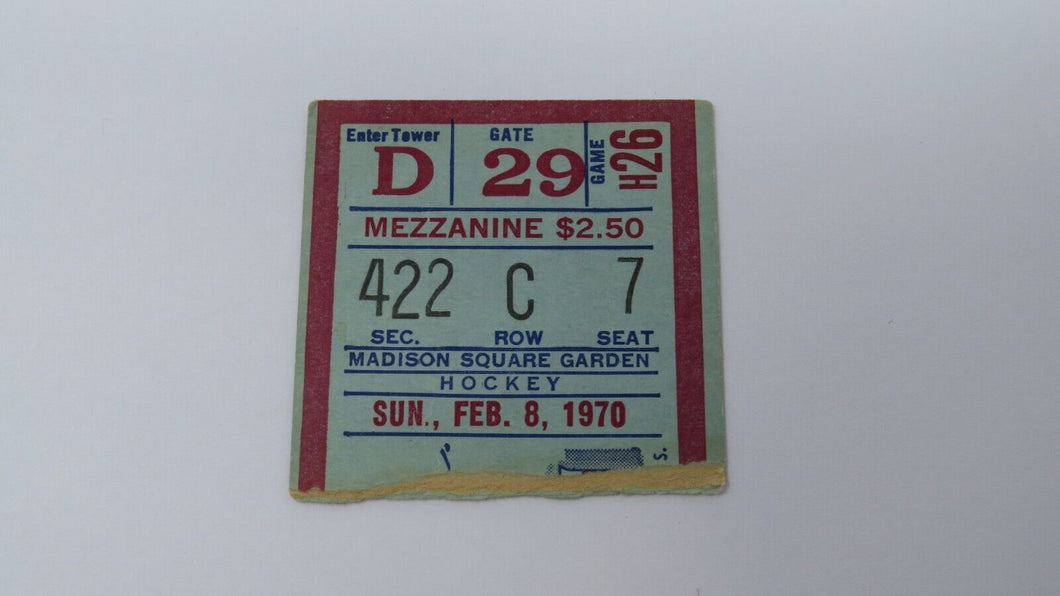 Enter Tower GATE
D 29 GAME H26
MEZZANINE $2.50
422 C 7
SEC. ROW SEAT
MADISON SQUARE GARDEN
HOCKEY
SUN., FEB. 8, 1970
S.